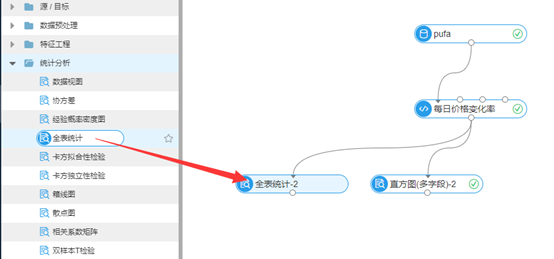 源 / 目标
数据预处理
特征工程
统计分析
数据视图
协方差
经验概率密度图
全表统计
卡方拟合性检验
卡方独立性检验
箱线图
散点图
相关系数矩阵
双样本T检验
pufa
每日价格变化率
全表统计-2
直方图(多字段)-2